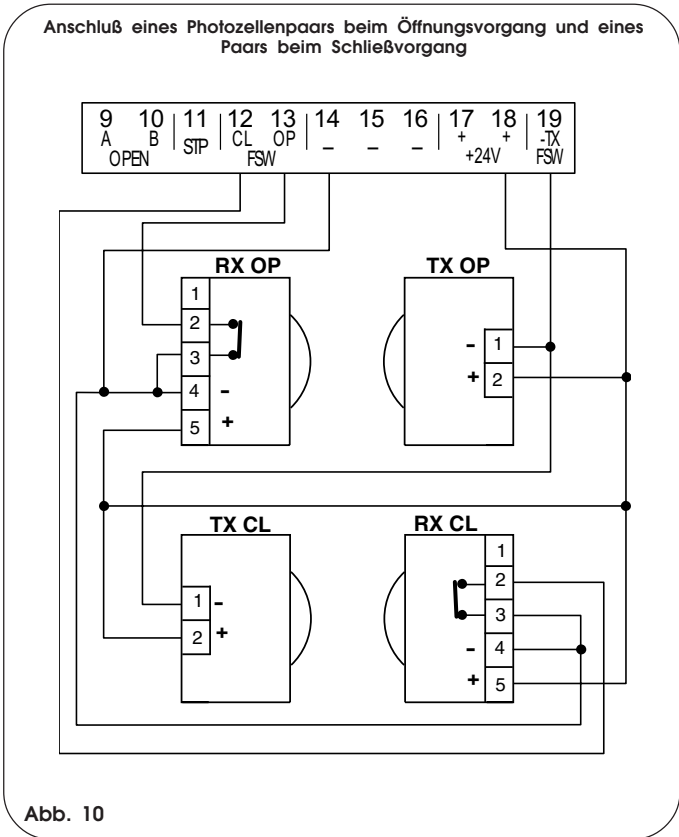 Anschluß eines Photozellenpaars beim Öffnungsvorgang und eines
Paars beim Schließvorgang
9 10 11 12 13 14 15 16 17 18 19
A B STP CL OP - - - + + -TX
OPEN FSW +24V FSW
RX OP TX OP
1
2
3
4 -
5 +
- 1
+ 2
TX CL RX CL
1 -
2 +
1
2
3
- 4
+ 5
Abb. 10